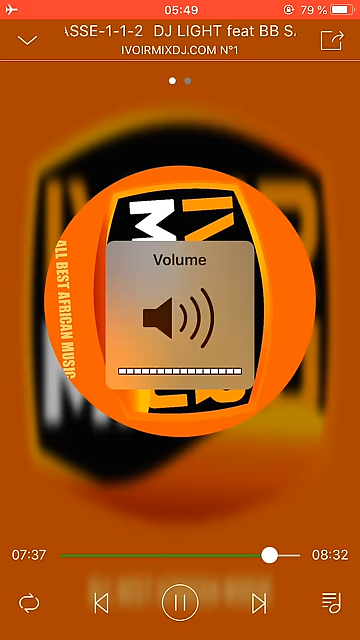 05:49
79 %
ASSE-1-1-2 DJ LIGHT feat BB SA
IVOIRMIXDJ.COM N°1
ALL BEST AFRICAN MUSIC
Volume
07:37
08:32